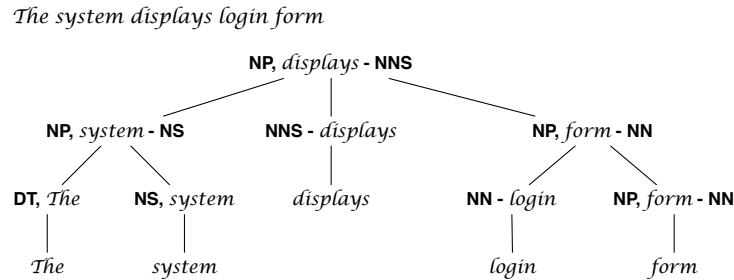 The system displays login form
NP, displays - NNS
NP, system - NS NNS - displays NP, form - NN
DT, The NS, system displays NN - login NP, form - NN
The system login form